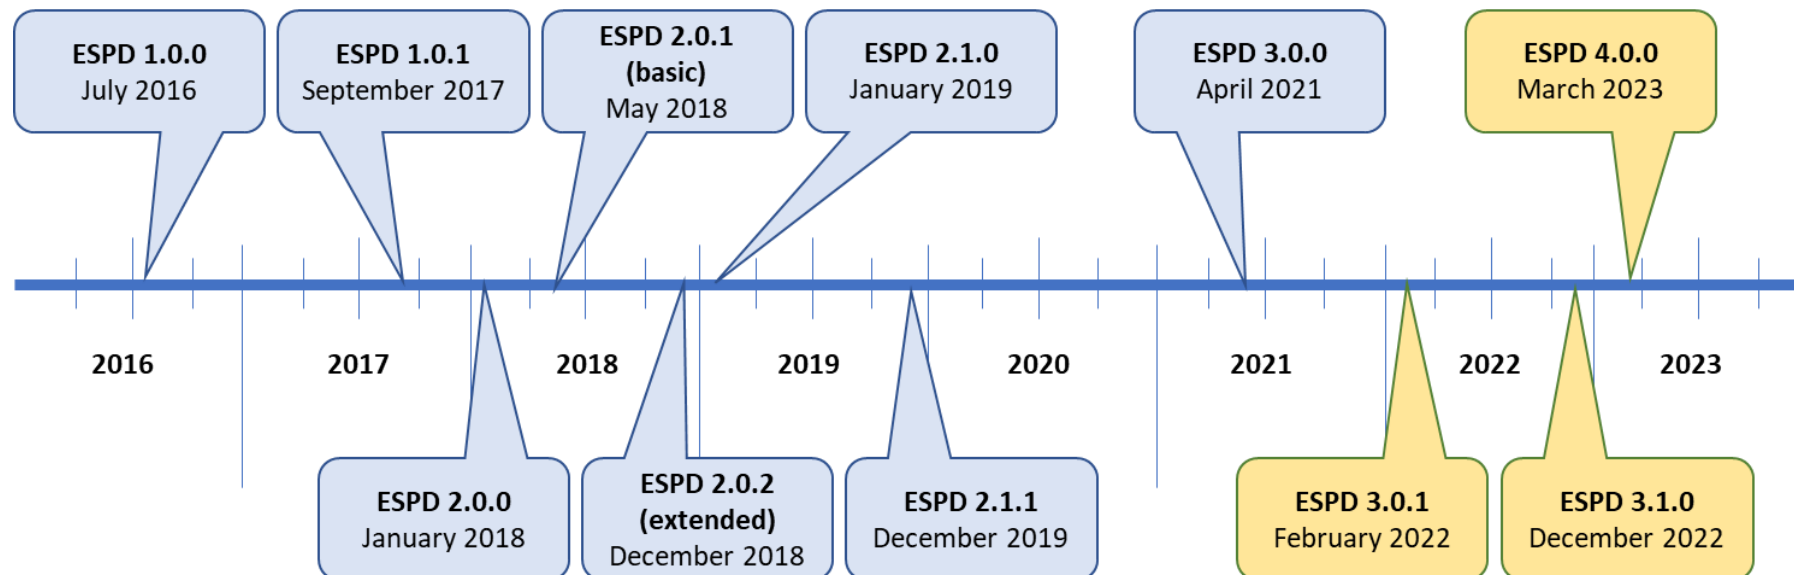 ESPD 1.0.0
July 2016
ESPD 1.0.1
September 2017
ESPD 2.0.1
(basic)
May 2018
ESPD 2.1.0
January 2019
ESPD 3.0.0
April 2021
ESPD 4.0.0
March 2023
2016
2017
2018
2019
2020
2021
2022
2023
ESPD 2.0.0
January 2018
ESPD 2.0.2
(extended)
December 2018
ESPD 2.1.1
December 2019
ESPD 3.0.1
February 2022
ESPD 3.1.0
December 2022